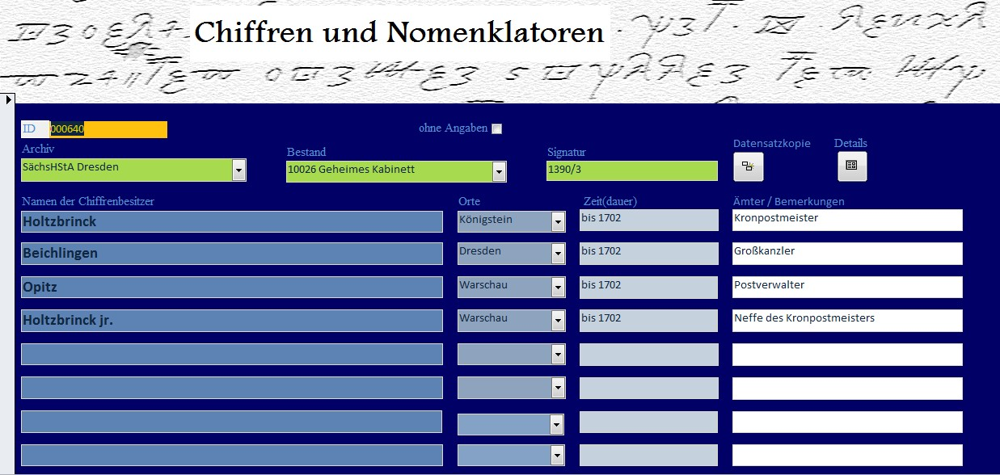 Chiffren und Nomenklatoren
ID 000640 ohne Angaben
Archiv Bestand Signatur Datensatzkopie Details
SächsHStA Dresden 10026 Geheimes Kabinett 1390/3
Namen der Chiffrenbesitzer Orte Zeit(dauer) Ämter / Bemerkungen
Holtzbrinck Königstein bis 1702 Kronpostmeister
Beichlingen Dresden bis 1702 Großkanzler
Opitz Warschau bis 1702 Postverwalter
Holtzbrinck jr. Warschau bis 1702 Neffe des Kronpostmeisters